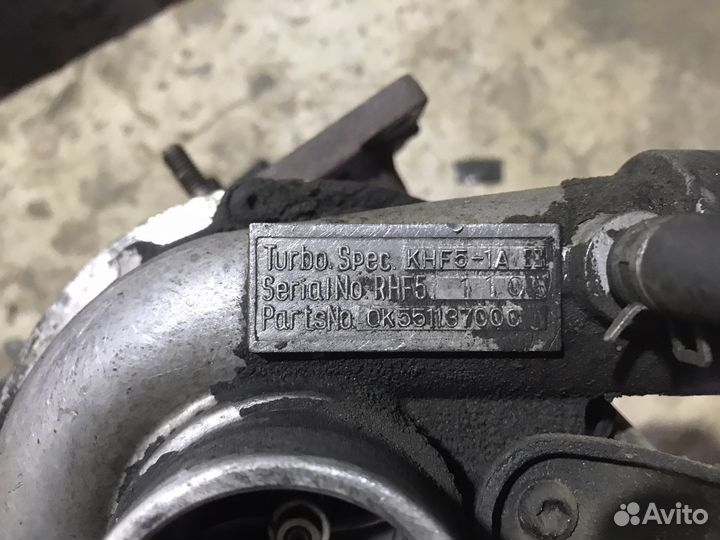 Turbo. Spec. KHF5-1A
Serial No. RHF5.
Parts No. 0K55113700C
Avito